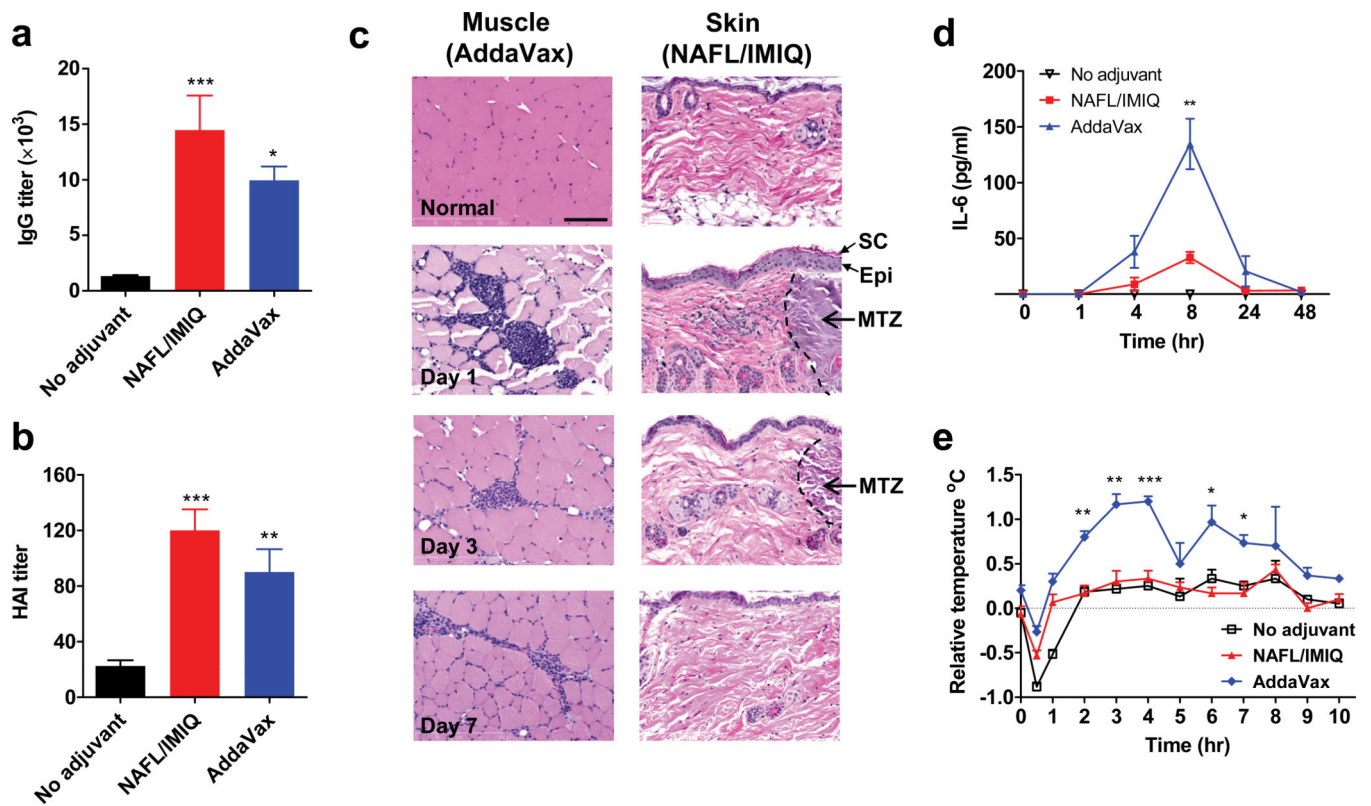 a
IgG titer (×10³)
20
15
10
5
0
***
*
No adjuvant
NAFL/IMIQ
AddaVax
b
HAI titer
160
120
80
40
0
***
**
No adjuvant
NAFL/IMIQ
AddaVax
c
Muscle
(AddaVax)
Skin
(NAFL/IMIQ)
Normal
Day 1
SC
Epi
MTZ
Day 3
MTZ
Day 7
d
IL-6 (pg/ml)
200
150
100
50
No adjuvant
NAFL/IMIQ
AddaVax
**
0 1 4 8 24 48
Time (hr)
e
Relative temperature °C
1.5
1.0
0.5
0.0
-0.5
-1.0
** ** *** * *
No adjuvant
NAFL/IMIQ
AddaVax
0 1 2 3 4 5 6 7 8 9 10
Time (hr)